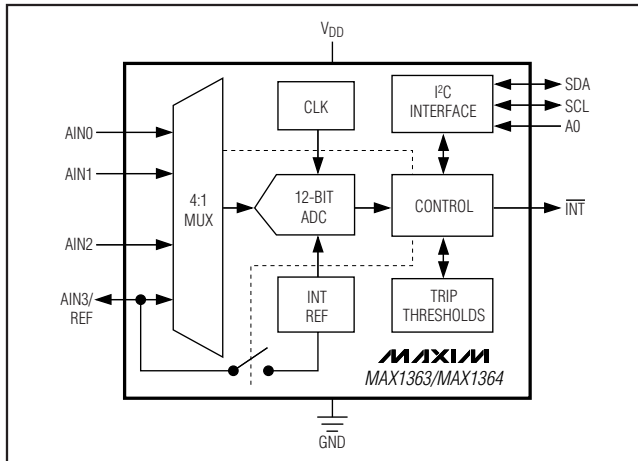 VDD
CLK
I²C
INTERFACE
SDA
SCL
A0
AIN0
AIN1
AIN2
AIN3/
REF
4:1
MUX
12-BIT
ADC
CONTROL
INT
INT
REF
TRIP
THRESHOLDS
MAXIM
MAX1363/MAX1364
GND